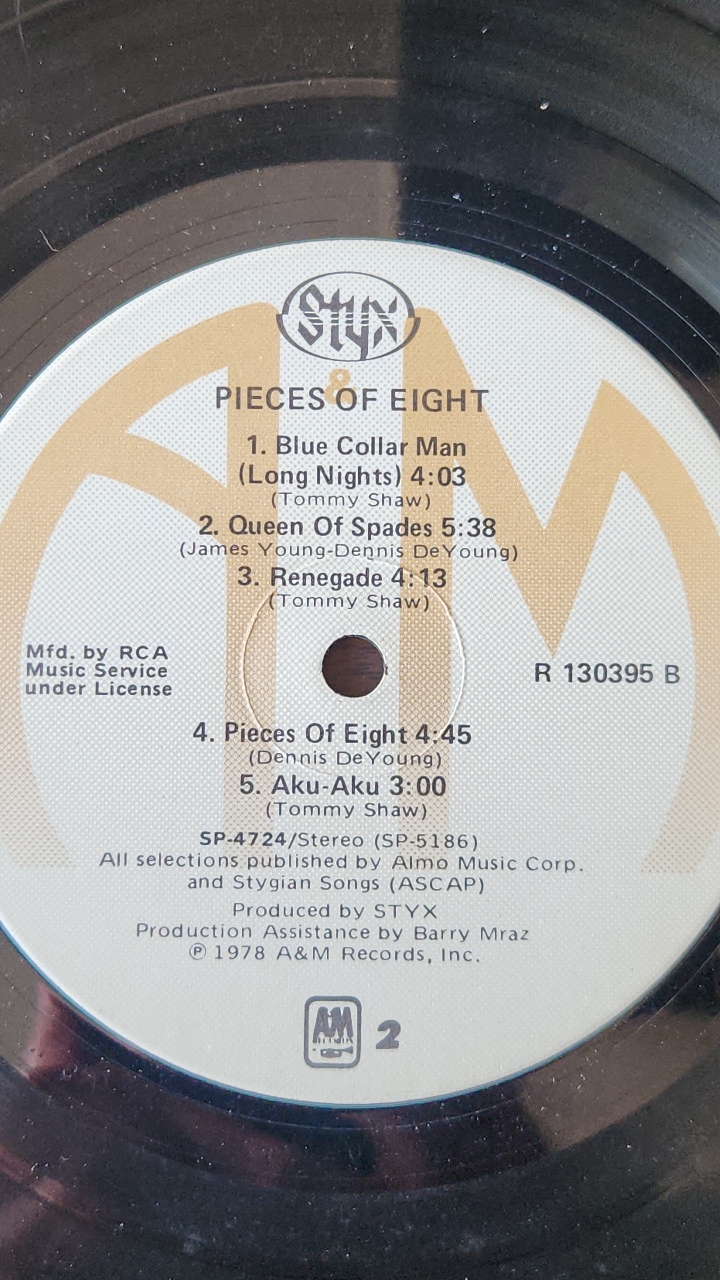 Styx
&
PIECES OF EIGHT
1. Blue Collar Man
(Long Nights) 4:03
(Tommy Shaw)
2. Queen Of Spades 5:38
(James Young-Dennis DeYoung)
3. Renegade 4:13
(Tommy Shaw)
Mfd. by RCA
Music Service
under License
R 130395 B
4. Pieces Of Eight 4:45
(Dennis DeYoung)
5. Aku-Aku 3:00
(Tommy Shaw)
SP-4724/Stereo (SP-5186)
All selections published by Almo Music Corp.
and Stygian Songs (ASCAP)
Produced by STYX
Production Assistance by Barry Mraz
℗ 1978 A&M Records, Inc.
AM
RECORDS
2